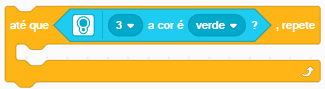 até que 3 a cor é verde ? , repete